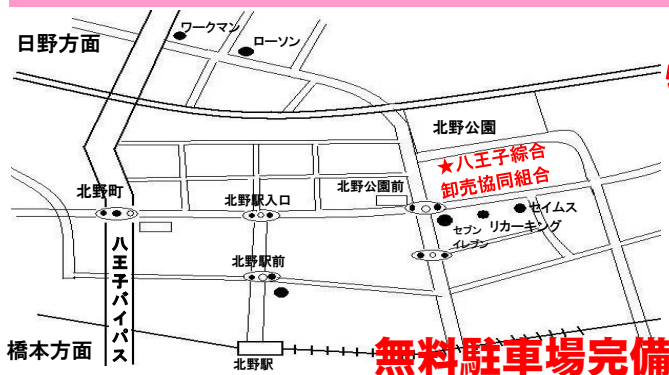 ワークマン
ローソン
日野方面
北野公園
★八王子綜合
卸売協同組合
北野町
北野駅入口
北野公園前
セイムス
リカーキング
セブン
イレブン
八王子バイパス
北野駅前
橋本方面
北野駅
無料駐車場完備